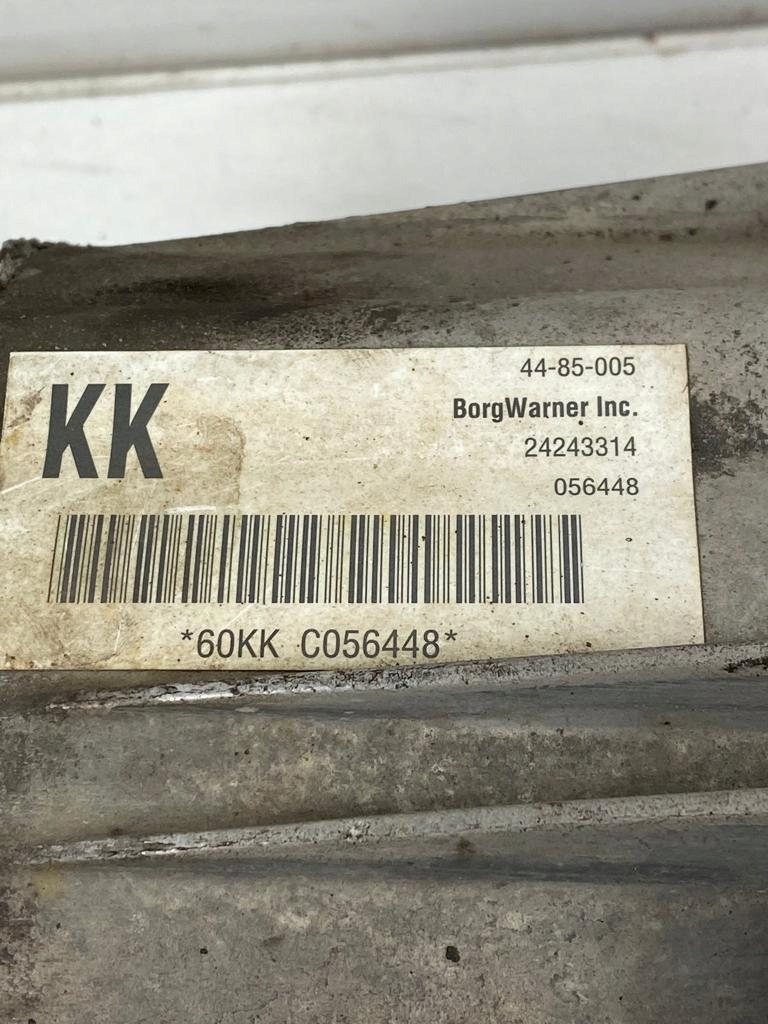 KK
44-85-005
BorgWarner Inc.
24243314
056448
*60KK C056448*